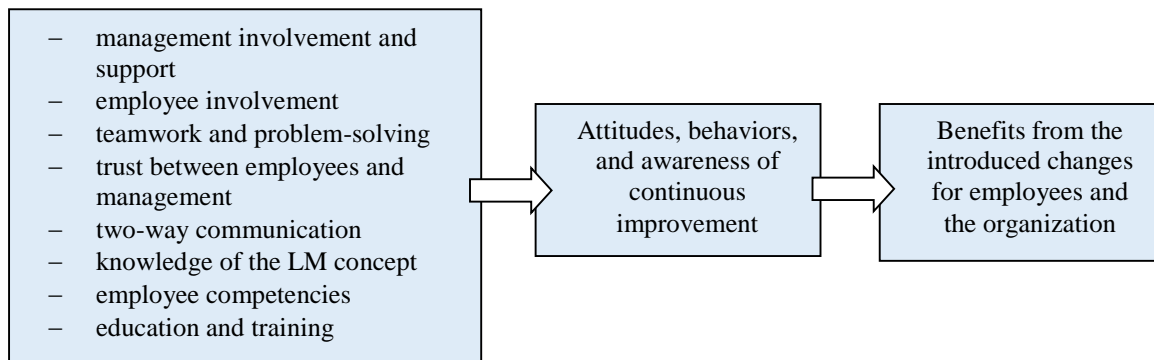 – management involvement and
support
– employee involvement
– teamwork and problem-solving
– trust between employees and
management
– two-way communication
– knowledge of the LM concept
– employee competencies
– education and training
Attitudes, behaviors,
and awareness of
continuous
improvement
Benefits from the
introduced changes
for employees and
the organization